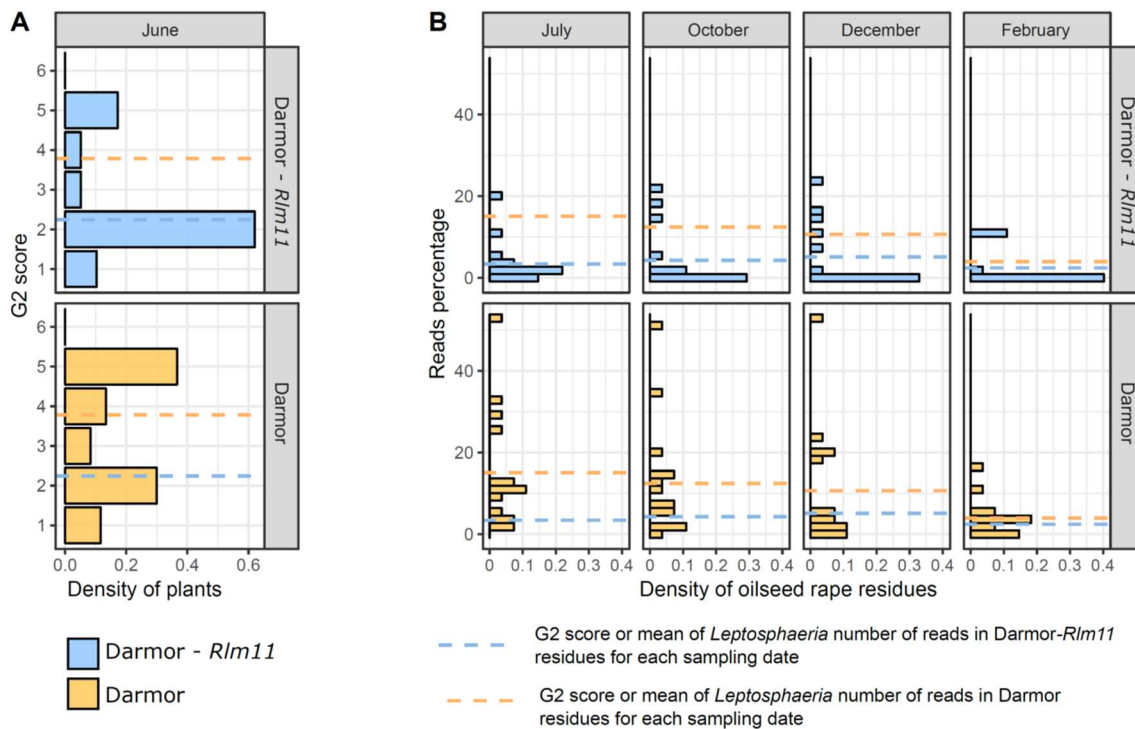 A
June
G2 score
6
5
4
3
2
1
Darmor - Rlm11
6
5
4
3
2
1
Darmor
0.0 0.2 0.4 0.6
Density of plants
B
July October December February
Reads percentage
40
20
0
Darmor - Rlm11
40
20
0
Darmor
0 0.1 0.2 0.3 0.4 0 0.1 0.2 0.3 0.4 0 0.1 0.2 0.3 0.4 0 0.1 0.2 0.3 0.4
Density of oilseed rape residues
Darmor - Rlm11
Darmor
G2 score or mean of Leptosphaeria number of reads in Darmor-Rlm11
residues for each sampling date
G2 score or mean of Leptosphaeria number of reads in Darmor
residues for each sampling date